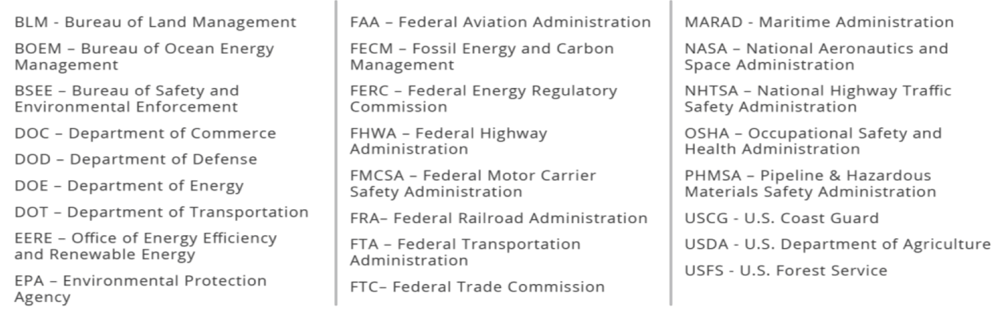 BLM - Bureau of Land Management
BOEM – Bureau of Ocean Energy
Management
BSEE – Bureau of Safety and
Environmental Enforcement
DOC – Department of Commerce
DOD – Department of Defense
DOE – Department of Energy
DOT – Department of Transportation
EERE – Office of Energy Efficiency
and Renewable Energy
EPA – Environmental Protection
Agency
FAA – Federal Aviation Administration
FECM – Fossil Energy and Carbon
Management
FERC – Federal Energy Regulatory
Commission
FHWA – Federal Highway
Administration
FMCSA – Federal Motor Carrier
Safety Administration
FRA– Federal Railroad Administration
FTA – Federal Transportation
Administration
FTC– Federal Trade Commission
MARAD - Maritime Administration
NASA – National Aeronautics and
Space Administration
NHTSA – National Highway Traffic
Safety Administration
OSHA – Occupational Safety and
Health Administration
PHMSA – Pipeline & Hazardous
Materials Safety Administration
USCG - U.S. Coast Guard
USDA - U.S. Department of Agriculture
USFS - U.S. Forest Service